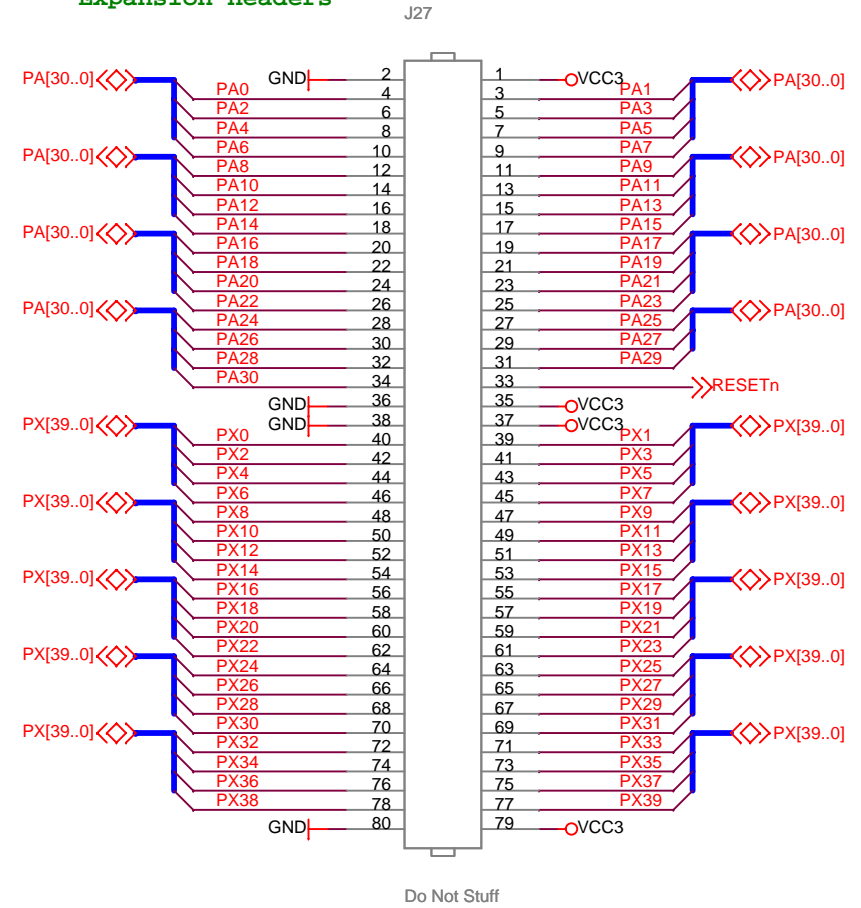 Expansion Headers
J27
PA[30..0] GND 2 1 VCC3 PA[30..0]
PA0 4 3 PA1
PA2 6 5 PA3
PA4 8 7 PA5
PA6 10 9 PA7
PA[30..0] PA[30..0]
PA8 12 11 PA9
PA10 14 13 PA11
PA12 16 15 PA13
PA14 18 17 PA15
PA[30..0] PA[30..0]
PA16 20 19 PA17
PA18 22 21 PA19
PA20 24 23 PA21
PA22 26 25 PA23
PA[30..0] PA[30..0]
PA24 28 27 PA25
PA26 30 29 PA27
PA28 32 31 PA29
PA30 34 33 RESETn
GND 36 35 VCC3
GND 38 37 VCC3
PX[39..0] PX[39..0]
PX0 40 39 PX1
PX2 42 41 PX3
PX4 44 43 PX5
PX6 46 45 PX7
PX[39..0] PX[39..0]
PX8 48 47 PX9
PX10 50 49 PX11
PX12 52 51 PX13
PX14 54 53 PX15
PX[39..0] PX[39..0]
PX16 56 55 PX17
PX18 58 57 PX19
PX20 60 59 PX21
PX22 62 61 PX23
PX[39..0] PX[39..0]
PX24 64 63 PX25
PX26 66 65 PX27
PX28 68 67 PX29
PX30 70 69 PX31
PX[39..0] PX[39..0]
PX32 72 71 PX33
PX34 74 73 PX35
PX36 76 75 PX37
PX38 78 77 PX39
GND 80 79 VCC3
Do Not Stuff